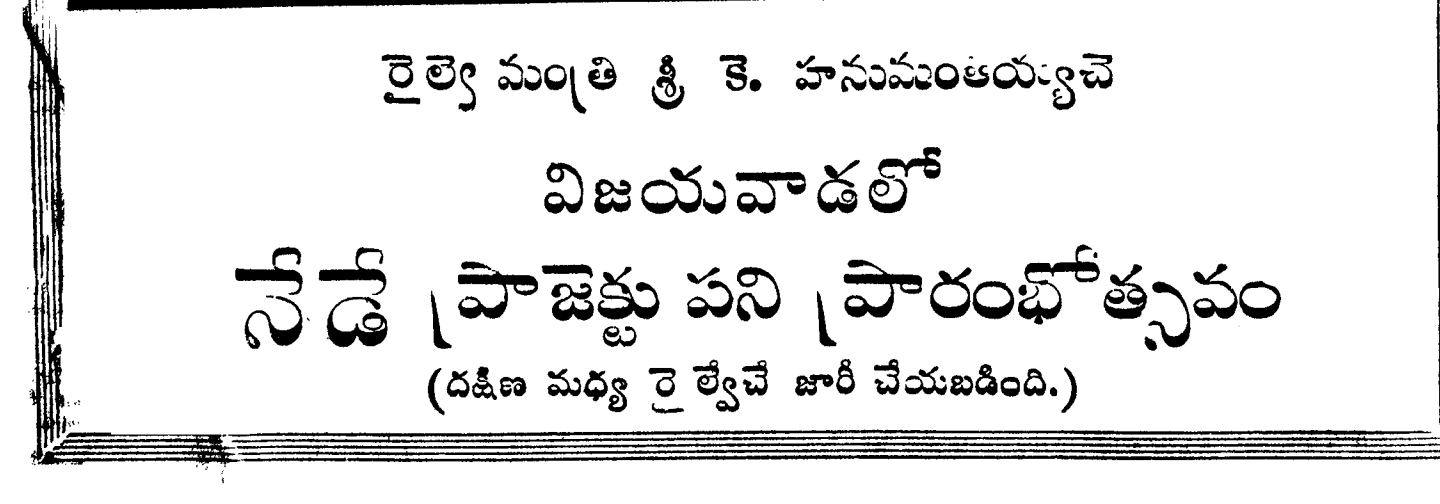 రైల్వె మంత్రి శ్రీ కె. హనుమంతయ్యచె
విజయవాడలో
నేడే ప్రాజెక్టు పని ప్రారంభోత్సవం
(దక్షిణ మధ్య రైల్వేచే జారీ చేయబడింది.)